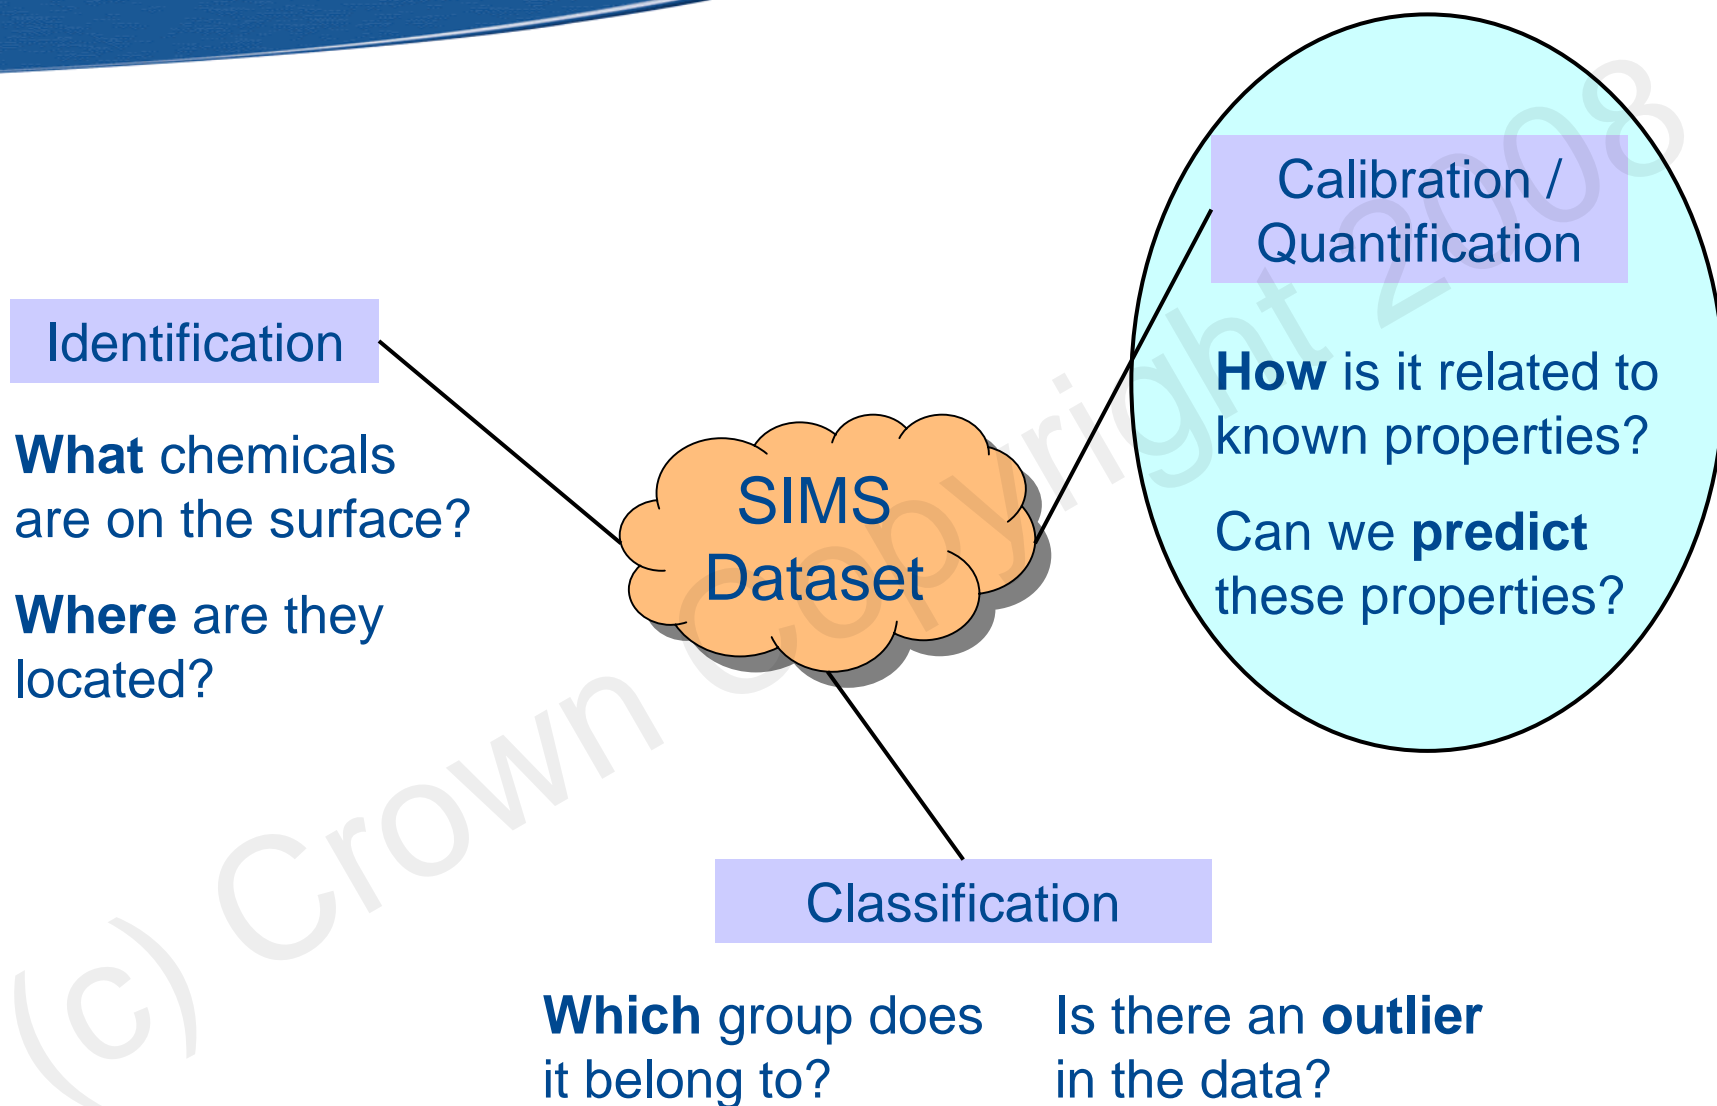 Calibration /
Quantification
How is it related to
known properties?
Can we predict
these properties?
Identification
What chemicals
are on the surface?
Where are they
located?
SIMS
Dataset
Classification
Which group does
it belong to?
Is there an outlier
in the data?
(c) Crown Copyright 2008